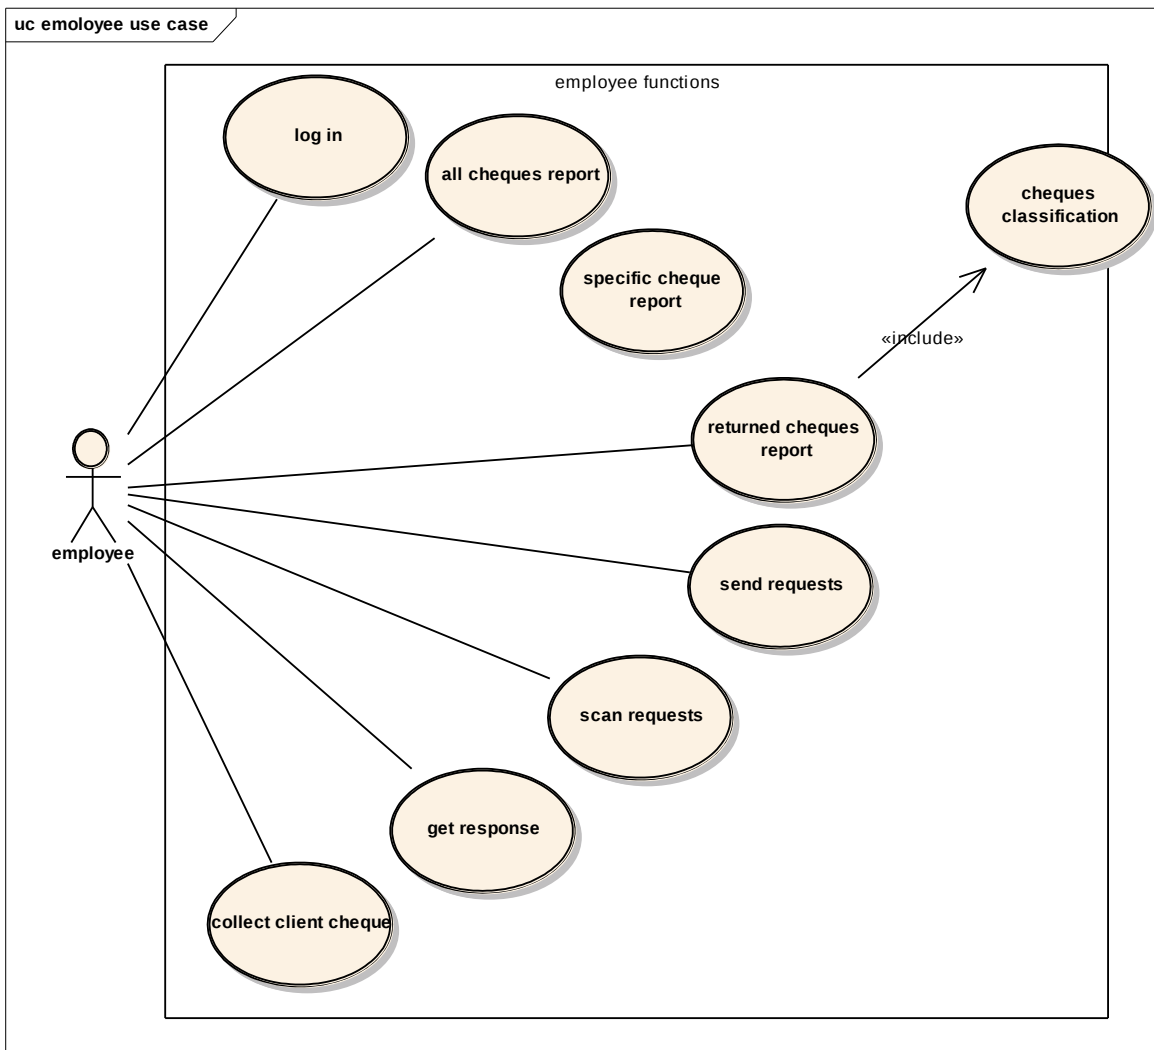 uc emoloyee use case
employee functions
log in
all cheques report
cheques
classification
specific cheque
report
«include»
returned cheques
report
employee
send requests
scan requests
get response
collect client cheque